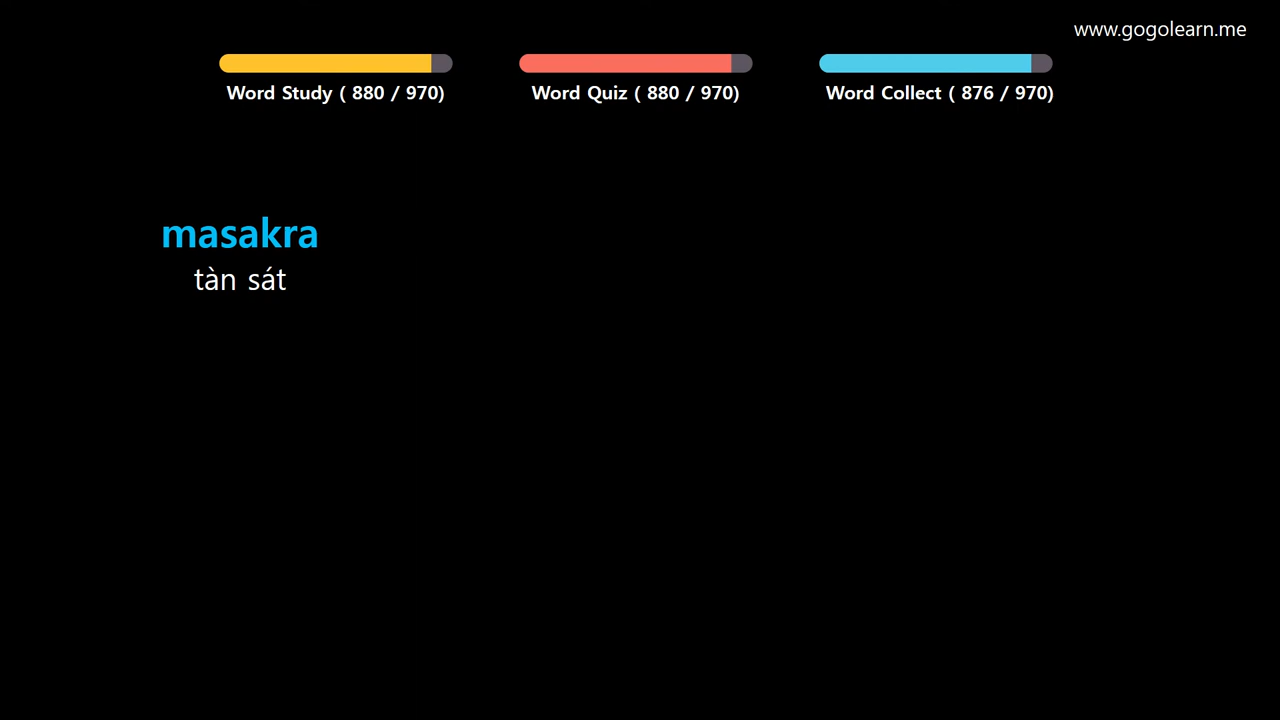 www.gogolearn.me
Word Study ( 880 / 970)
Word Quiz ( 880 / 970)
Word Collect ( 876 / 970)
masakra
tàn sát